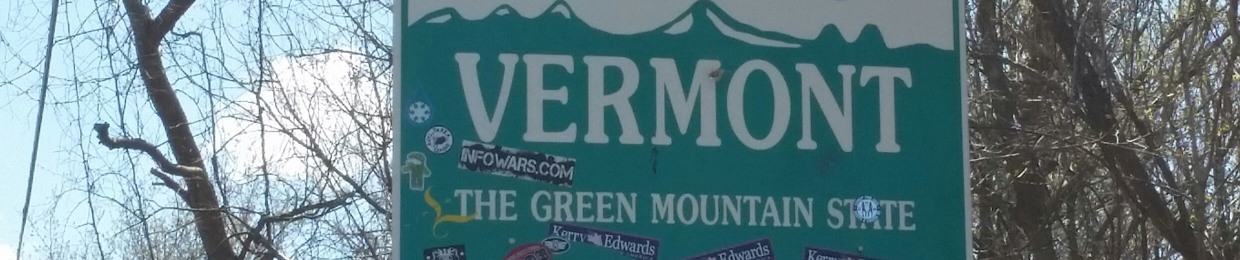 VERMONT
INFOWARS.COM
THE GREEN MOUNTAIN STATE
Kerry Edwards
Edwards